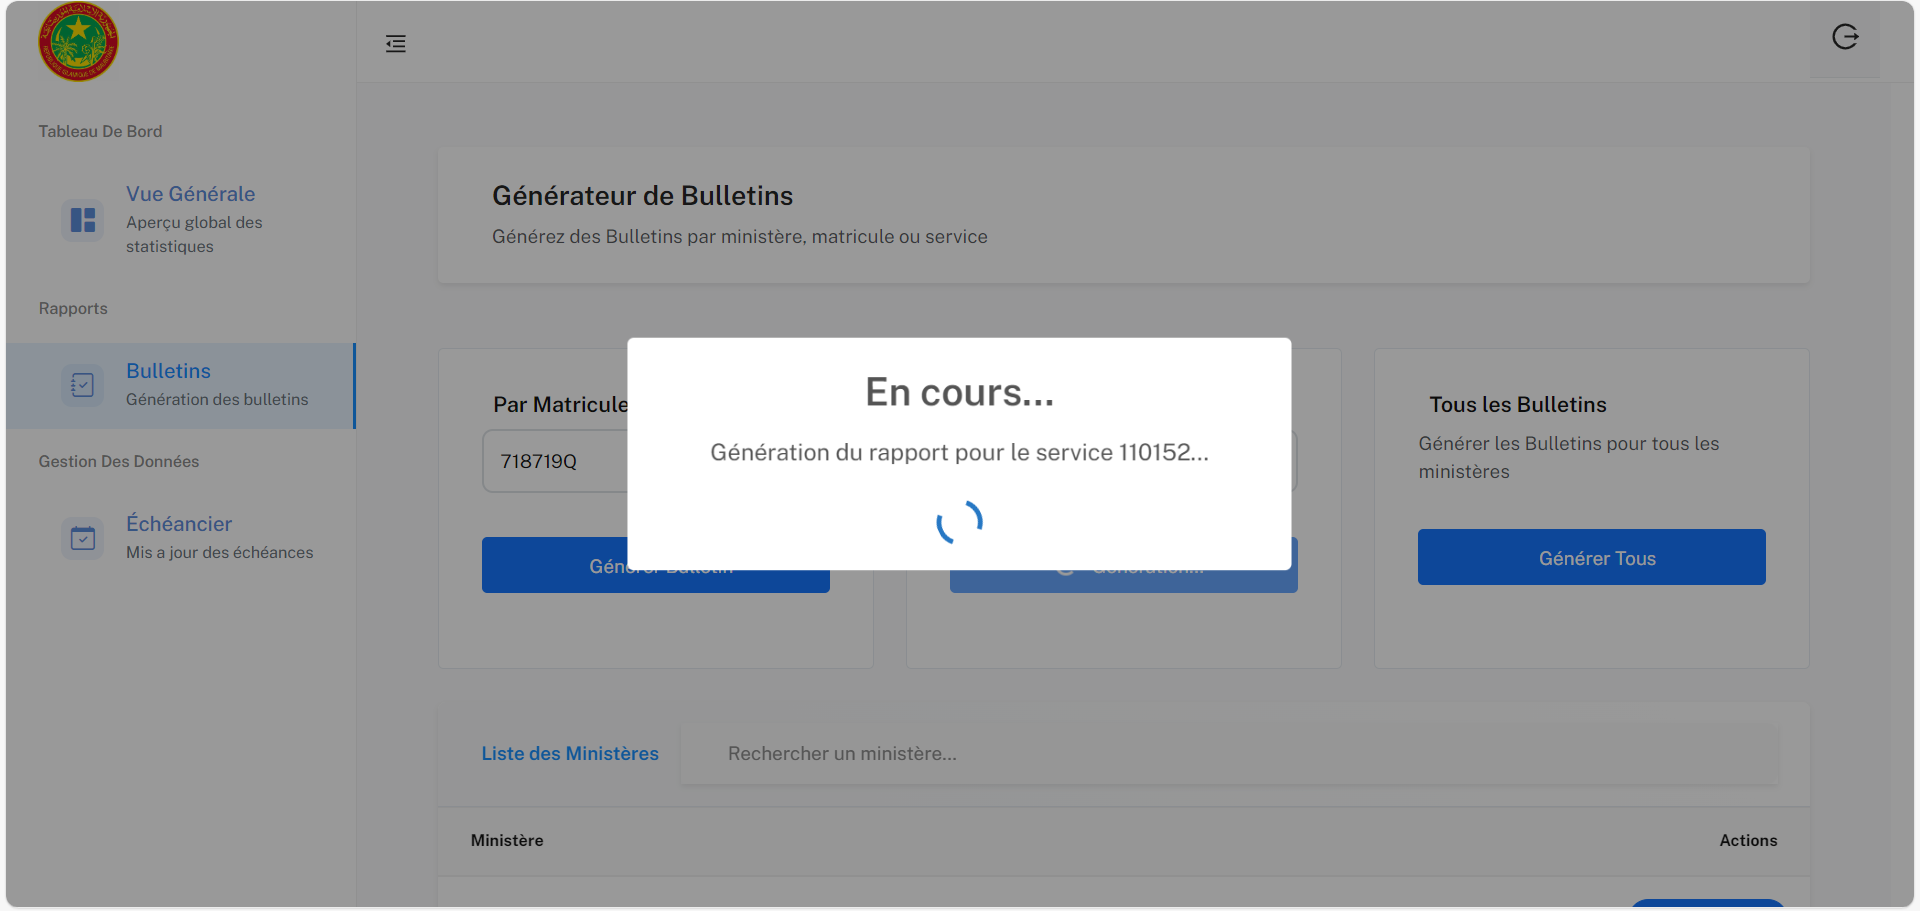 Tableau De Bord
Vue Générale
Aperçu global des
statistiques
Rapports
Bulletins
Génération des bulletins
Gestion Des Données
Échéancier
Mis a jour des échéances
Générateur de Bulletins
Générez des Bulletins par ministère, matricule ou service
Par Matricule
718719Q
Générer Bulletin
En cours...
Génération du rapport pour le service 110152...
Génération...
Tous les Bulletins
Générer les Bulletins pour tous les
ministères
Générer Tous
Liste des Ministères
Rechercher un ministère...
Ministère
Actions